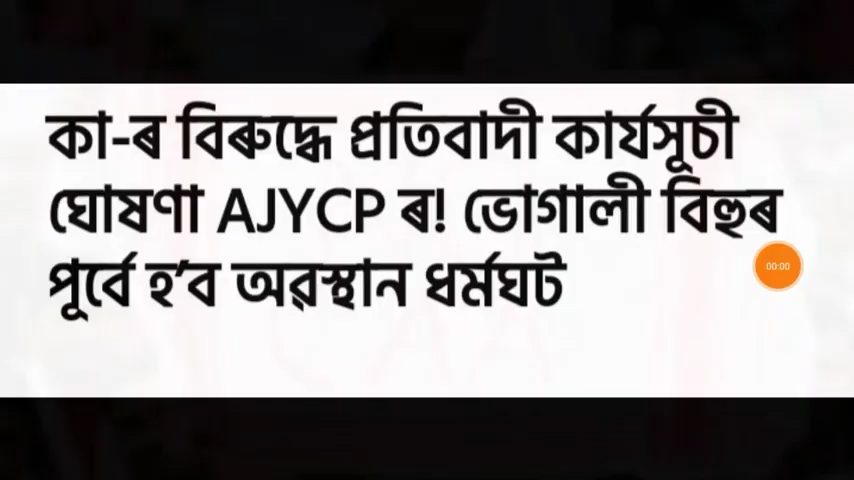 কা-ৰ বিৰুদ্ধে প্ৰতিবাদী কাৰ্যসূচী
ঘোষণা AJYCP ৰ! ভোগালী বিহুৰ
পূৰ্বে হ’ব অৱস্থান ধৰ্মঘট
00:00